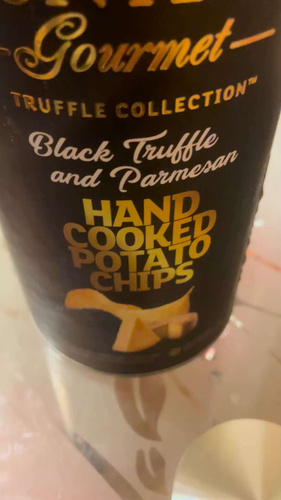 Gourmet
TRUFFLE COLLECTION™
Black Truffle
and Parmesan
HAND
COOKED
POTATO
CHIPS